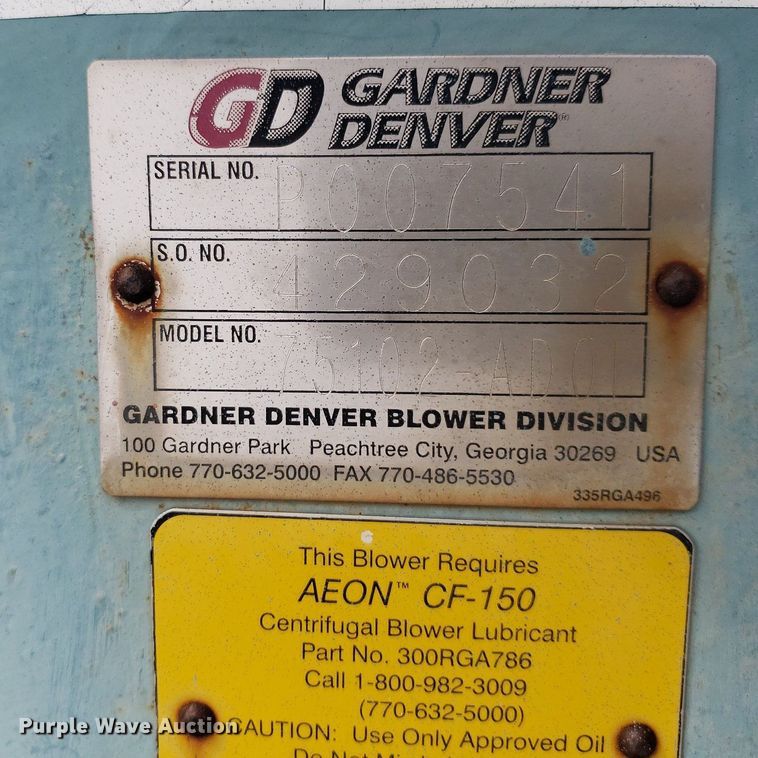 GD GARDNER
DENVER®
SERIAL NO. P007541
S.O. NO. 429032
MODEL NO. 75102-AD01
GARDNER DENVER BLOWER DIVISION
100 Gardner Park Peachtree City, Georgia 30269 USA
Phone 770-632-5000 FAX 770-486-5530
335RGA496
This Blower Requires
AEON™ CF-150
Centrifugal Blower Lubricant
Part No. 300RGA786
Call 1-800-982-3009
(770-632-5000)
CAUTION: Use Only Approved Oil
Do Not
Purple Wave Auction